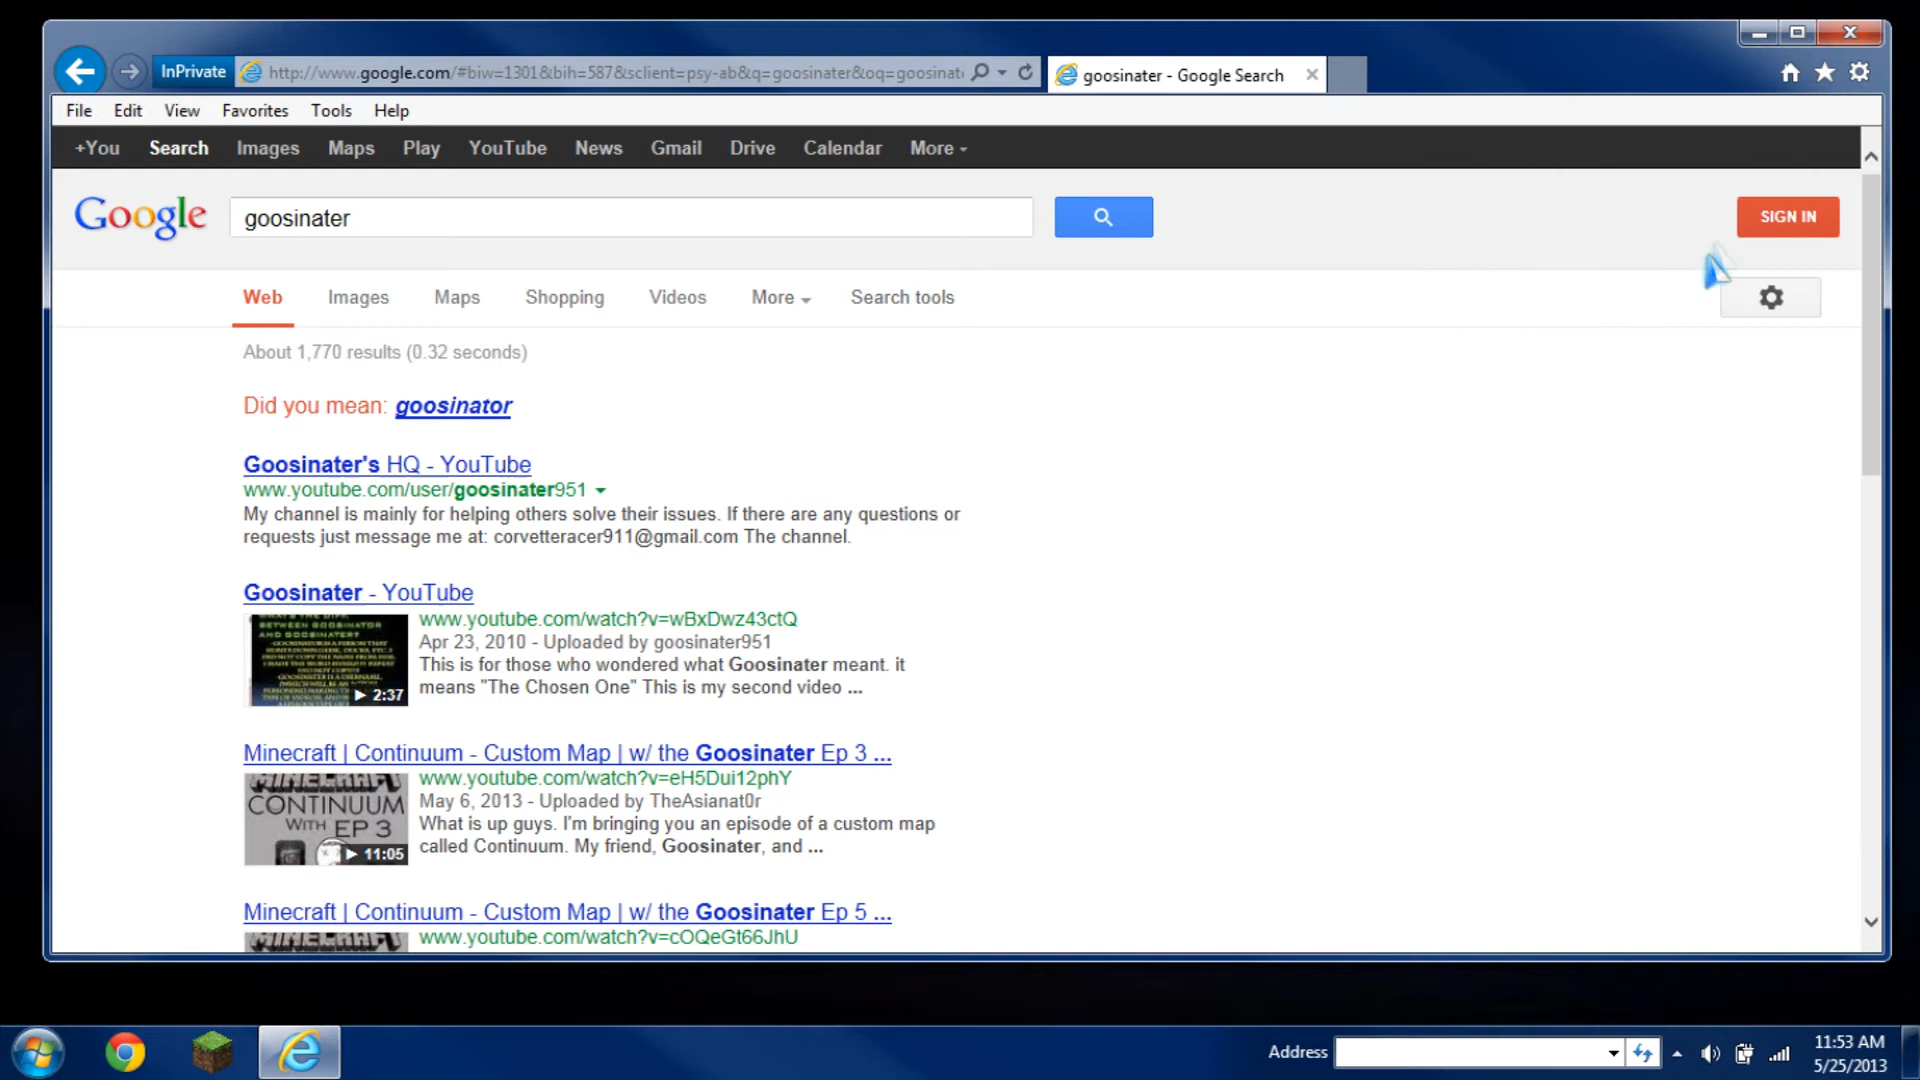 InPrivate
http://www.google.com/#biw=1301&bih=587&sclient=psy-ab&q=goosinater&oq=goosinate
goosinater - Google Search
File Edit View Favorites Tools Help
+You Search Images Maps Play YouTube News Gmail Drive Calendar More
Google
goosinater
SIGN IN
Web Images Maps Shopping Videos More Search tools
About 1,770 results (0.32 seconds)
Did you mean: goosinator
Goosinater's HQ - YouTube
www.youtube.com/user/goosinater951
My channel is mainly for helping others solve their issues. If there are any questions or
requests just message me at: corvetteracer911@gmail.com The channel.
Goosinater - YouTube
www.youtube.com/watch?v=wBxDwz43ctQ
Apr 23, 2010 - Uploaded by goosinater951
This is for those who wondered what Goosinater meant. it
means "The Chosen One" This is my second video ...
BETWEEN GOOSINATOR
AND GOOSINATER?
2:37
Minecraft | Continuum - Custom Map | w/ the Goosinater Ep 3 ...
www.youtube.com/watch?v=eH5Dui12phY
May 6, 2013 - Uploaded by TheAsianat0r
What is up guys. I'm bringing you an episode of a custom map
called Continuum. My friend, Goosinater, and ...
MINECRAFT
CONTINUUM
WITH EP 3
11:05
Minecraft | Continuum - Custom Map | w/ the Goosinater Ep 5 ...
www.youtube.com/watch?v=cOQeGt66JhU
MINECRAFT
Address
11:53 AM
5/25/2013